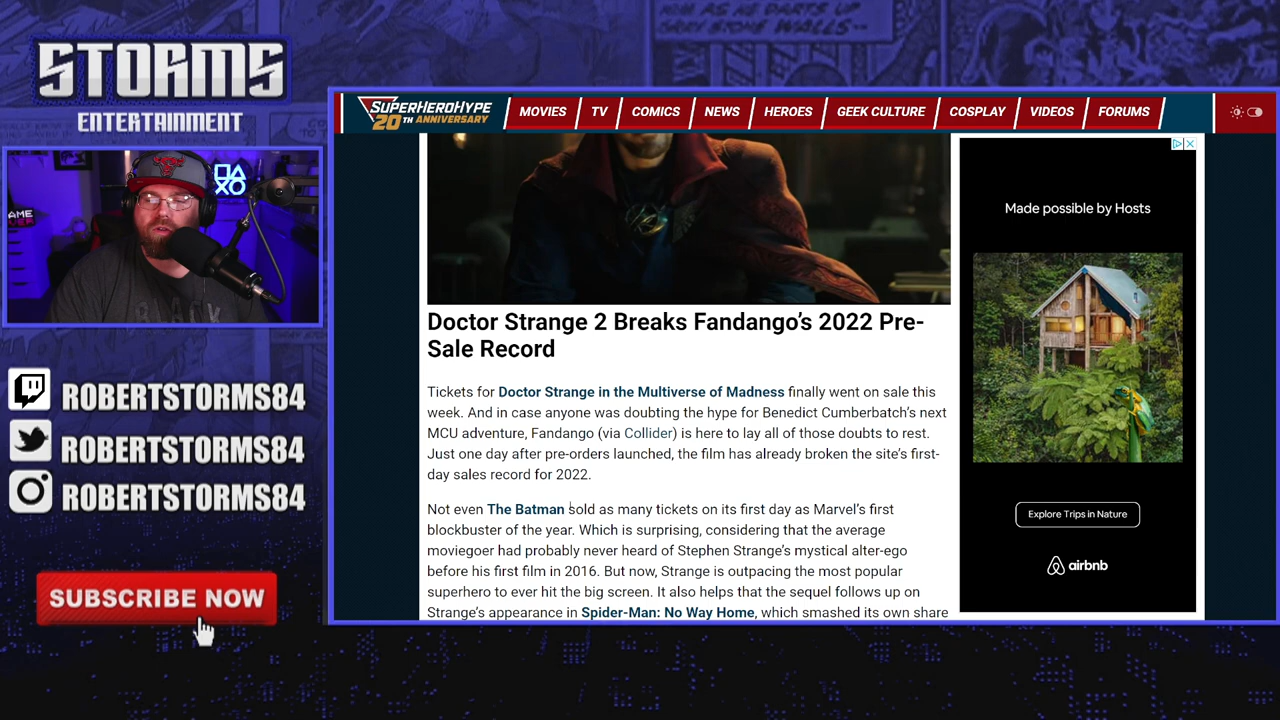 STORMS
ENTERTAINMENT
ROBERTSTORMS84
ROBERTSTORMS84
ROBERTSTORMS84
SUBSCRIBE NOW
SUPERHEROHYPE
20TH ANNIVERSARY
MOVIES
TV
COMICS
NEWS
HEROES
GEEK CULTURE
COSPLAY
VIDEOS
FORUMS
Doctor Strange 2 Breaks Fandango's 2022 Pre-
Sale Record
Tickets for Doctor Strange in the Multiverse of Madness finally went on sale this
week. And in case anyone was doubting the hype for Benedict Cumberbatch's next
MCU adventure, Fandango (via Collider) is here to lay all of those doubts to rest.
Just one day after pre-orders launched, the film has already broken the site's first-
day sales record for 2022.
Not even The Batman sold as many tickets on its first day as Marvel's first
blockbuster of the year. Which is surprising, considering that the average
moviegoer had probably never heard of Stephen Strange's mystical alter-ego
before his first film in 2016. But now, Strange is outpacing the most popular
superhero to ever hit the big screen. It also helps that the sequel follows up on
Strange's appearance in Spider-Man: No Way Home, which smashed its own share
Made possible by Hosts
Explore Trips in Nature
airbnb